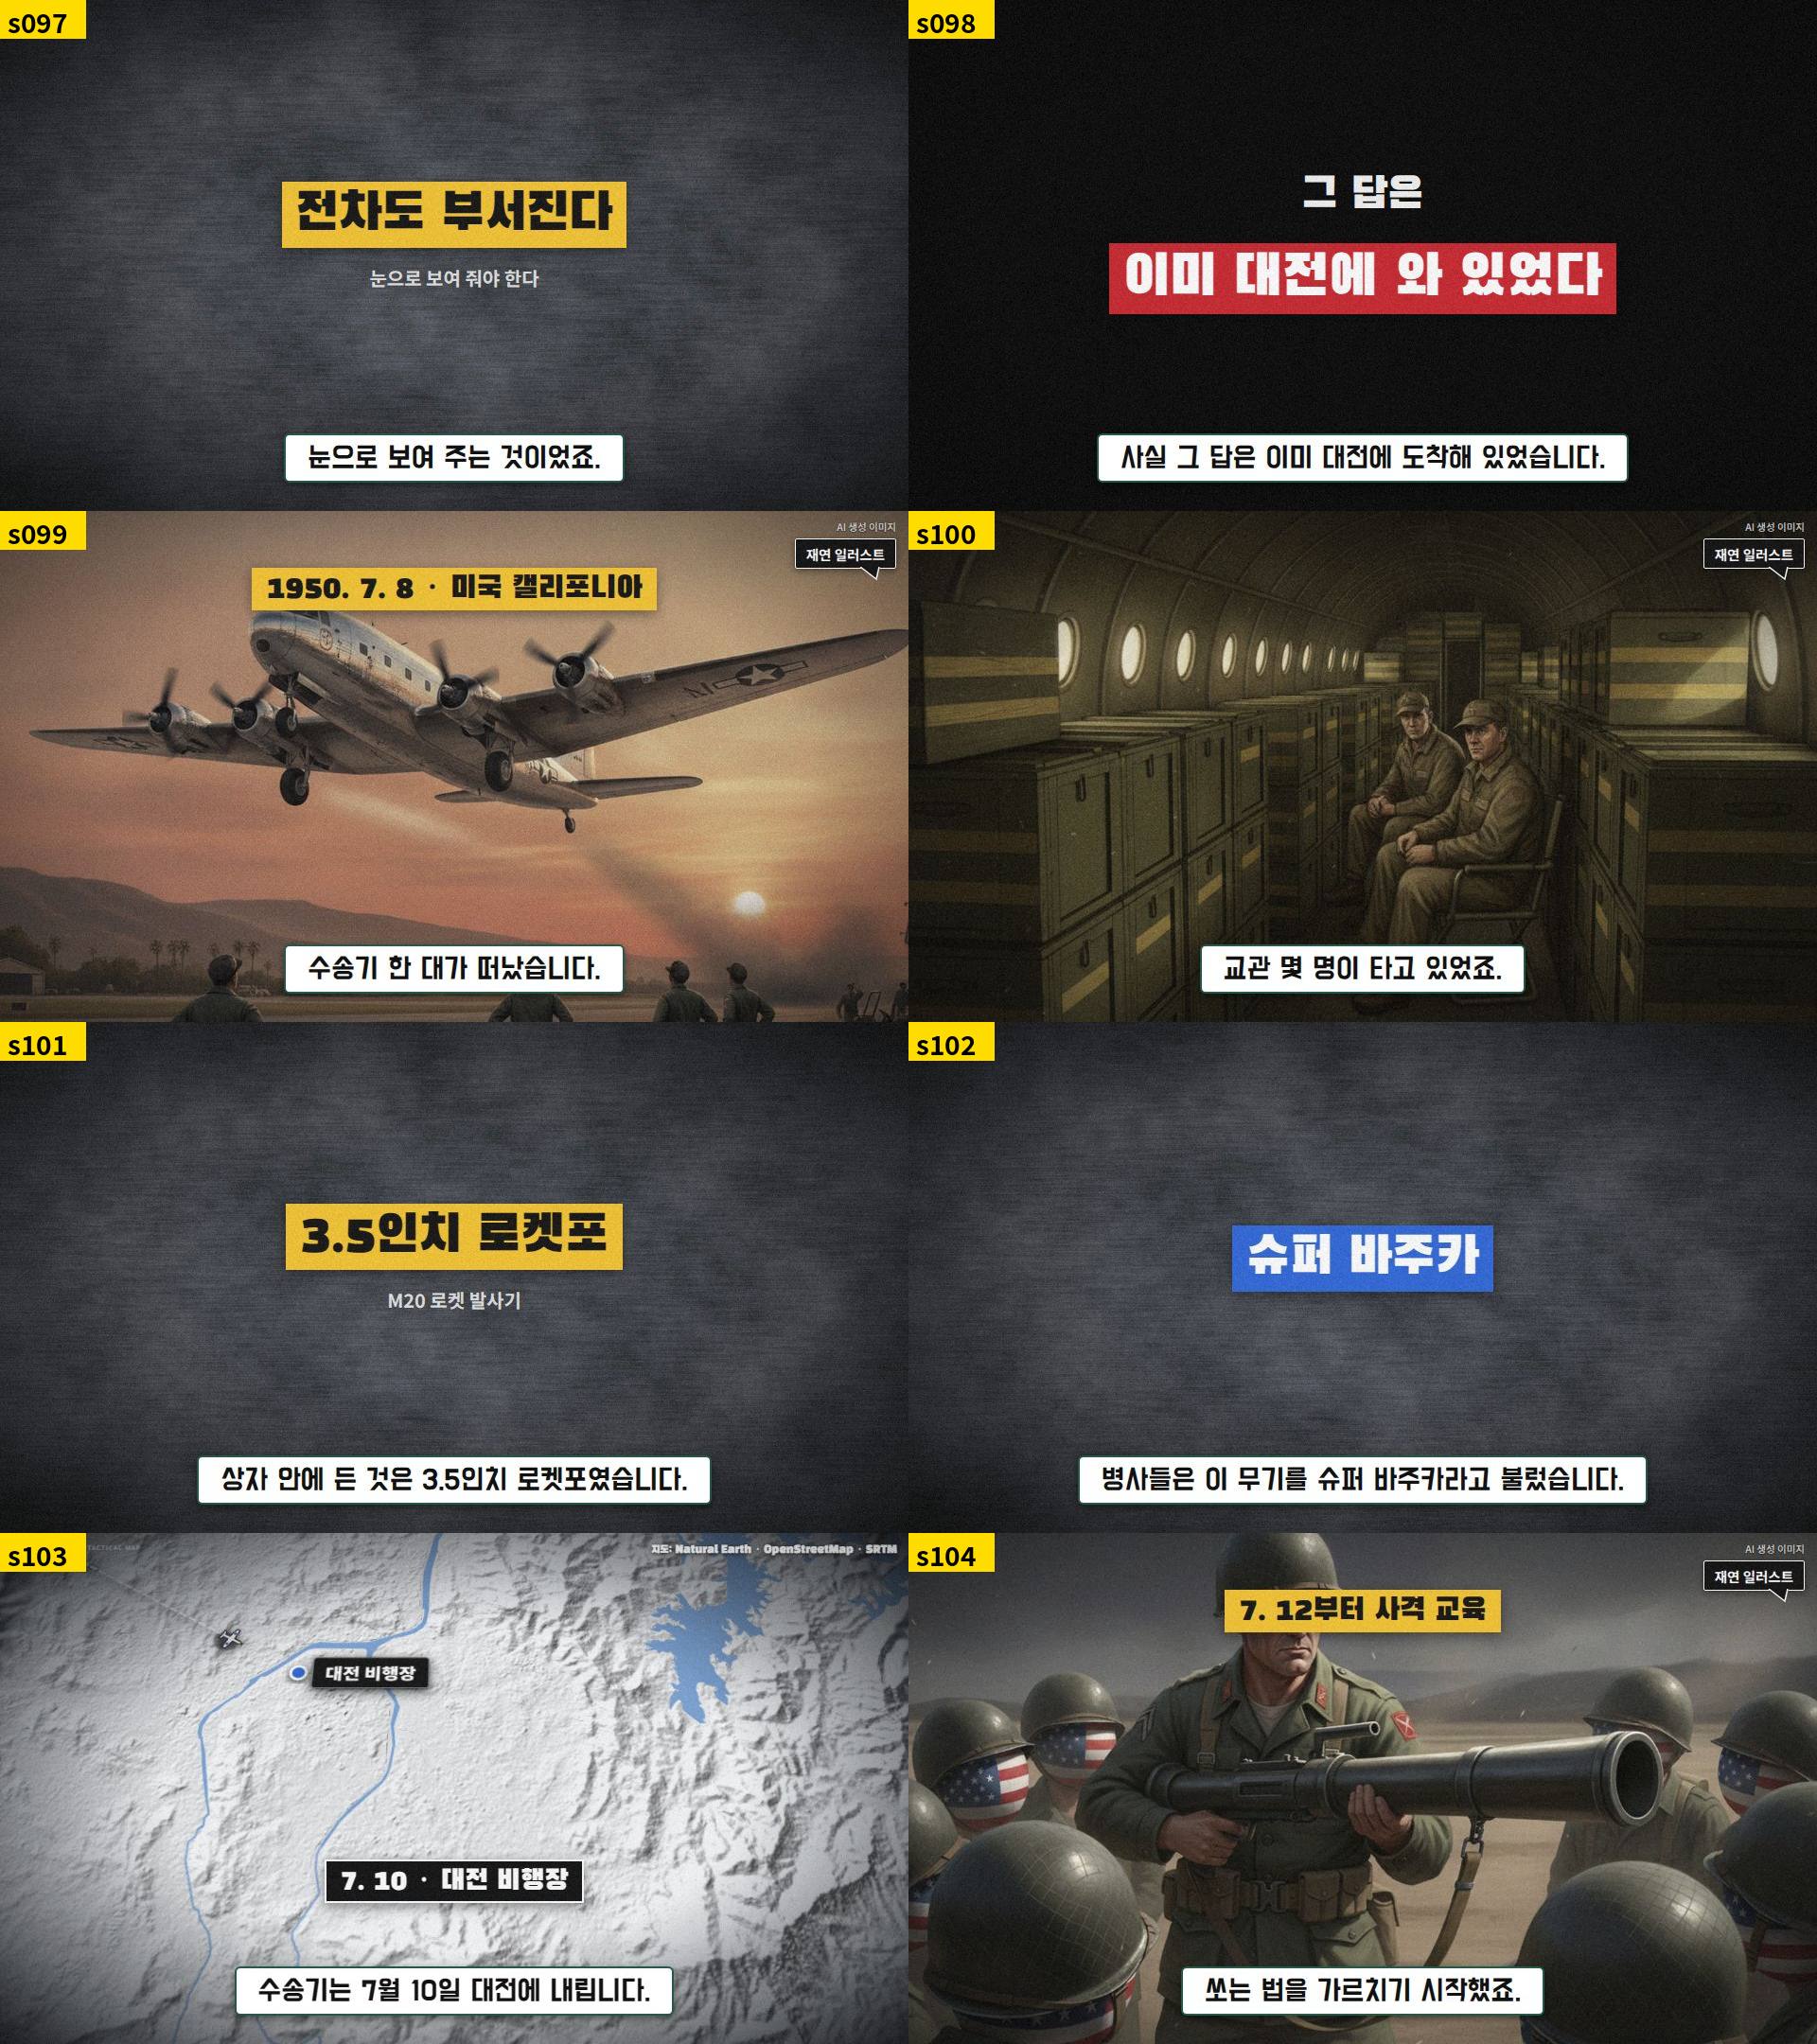 s097
전차도 부서진다
눈으로 보여 줘야 한다
눈으로 보여 주는 것이었죠.
s098
그 답은
이미 대전에 와 있었다
사실 그 답은 이미 대전에 도착해 있었습니다.
s099
AI 생성 이미지
재연 일러스트
1950. 7. 8 · 미국 캘리포니아
수송기 한 대가 떠났습니다.
s100
AI 생성 이미지
재연 일러스트
교관 몇 명이 타고 있었죠.
s101
3.5인치 로켓포
M20 로켓 발사기
상자 안에 든 것은 3.5인치 로켓포였습니다.
s102
슈퍼 바주카
병사들은 이 무기를 슈퍼 바주카라고 불렀습니다.
s103
TACTICAL MAP
지도: Natural Earth · OpenStreetMap · SRTM
대전 비행장
7. 10 · 대전 비행장
수송기는 7월 10일 대전에 내립니다.
s104
AI 생성 이미지
재연 일러스트
7. 12부터 사격 교육
쏘는 법을 가르치기 시작했죠.